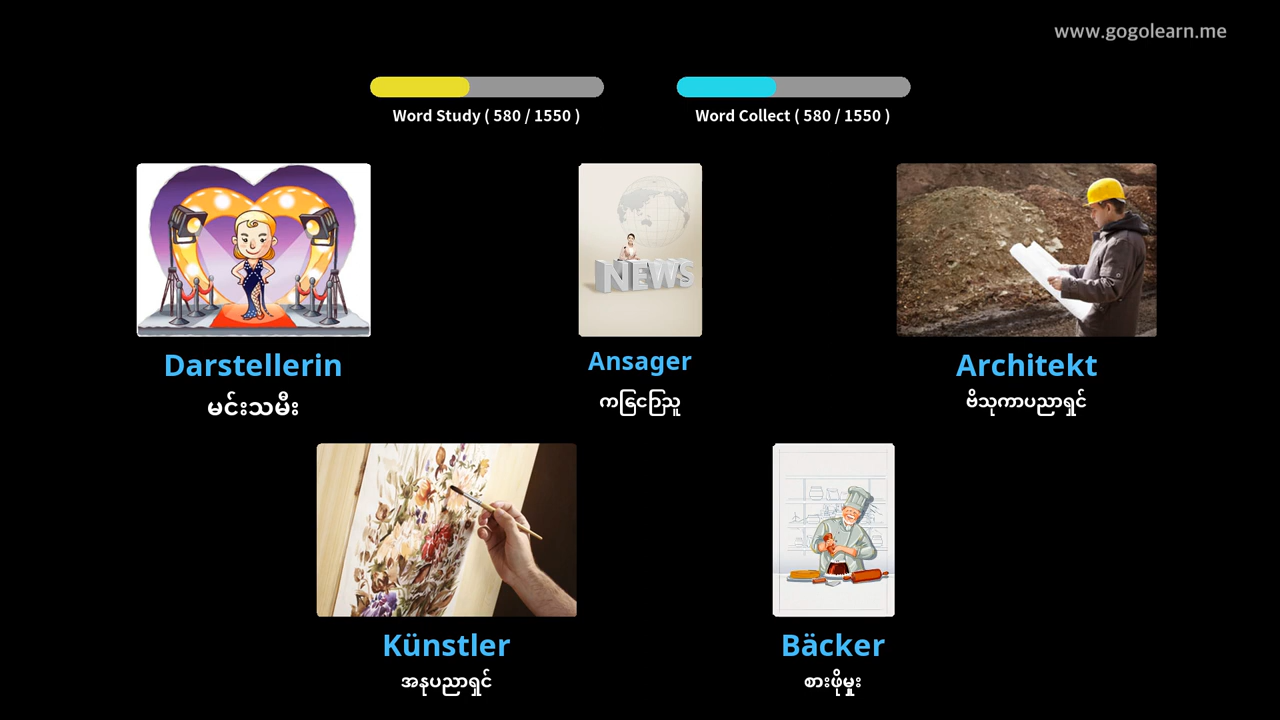 www.gogolearn.me
Word Study ( 580 / 1550 )
Word Collect ( 580 / 1550 )
NEWS
Darstellerin
Ansager
Architekt
မင်းသမီး
ကြေငြာသူ
ဗိသုကာပညာရှင်
Künstler
Bäcker
အနုပညာရှင်
စားဖိုမှူး